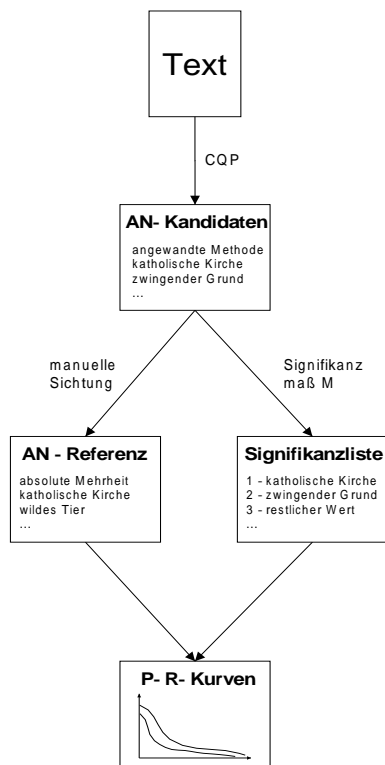 Text
CQP
AN- Kandidaten
angewandte Methode
katholische Kirche
zwingender Grund
...
manuelle
Sichtung
Signifikanz
maß M
AN - Referenz
absolute Mehrheit
katholische Kirche
wildes Tier
...
Signifikanzliste
1 - katholische Kirche
2 - zwingender Grund
3 - restlicher Wert
...
P- R- Kurven